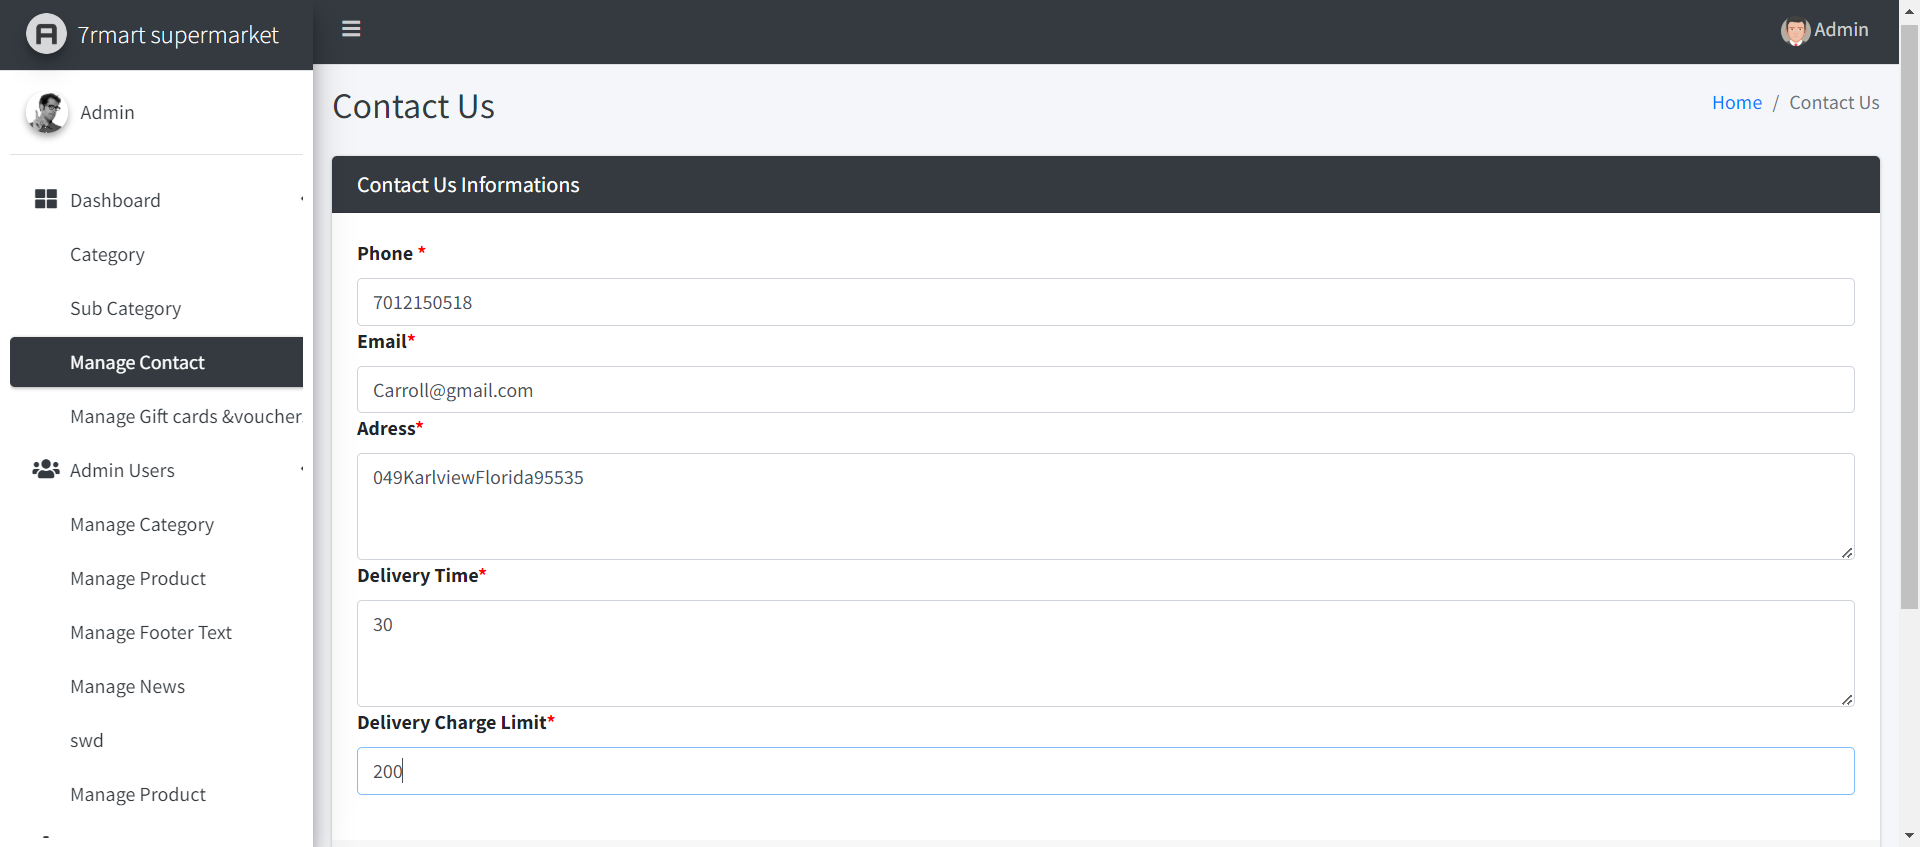 7rmart supermarket
Admin
Admin
Contact Us
Home / Contact Us
Dashboard
Category
Sub Category
Manage Contact
Manage Gift cards &voucher
Admin Users
Manage Category
Manage Product
Manage Footer Text
Manage News
swd
Manage Product
Contact Us Informations
Phone *
7012150518
Email*
Carroll@gmail.com
Adress*
049KarlviewFlorida95535
Delivery Time*
30
Delivery Charge Limit*
200